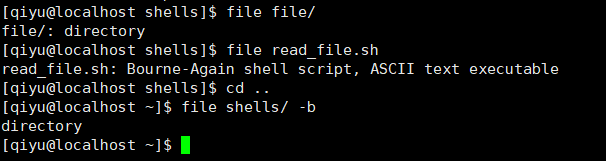 [qiyu@localhost shells]$ file file/
file/: directory
[qiyu@localhost shells]$ file read_file.sh
read_file.sh: Bourne-Again shell script, ASCII text executable
[qiyu@localhost shells]$ cd ..
[qiyu@localhost ~]$ file shells/ -b
directory
[qiyu@localhost ~]$